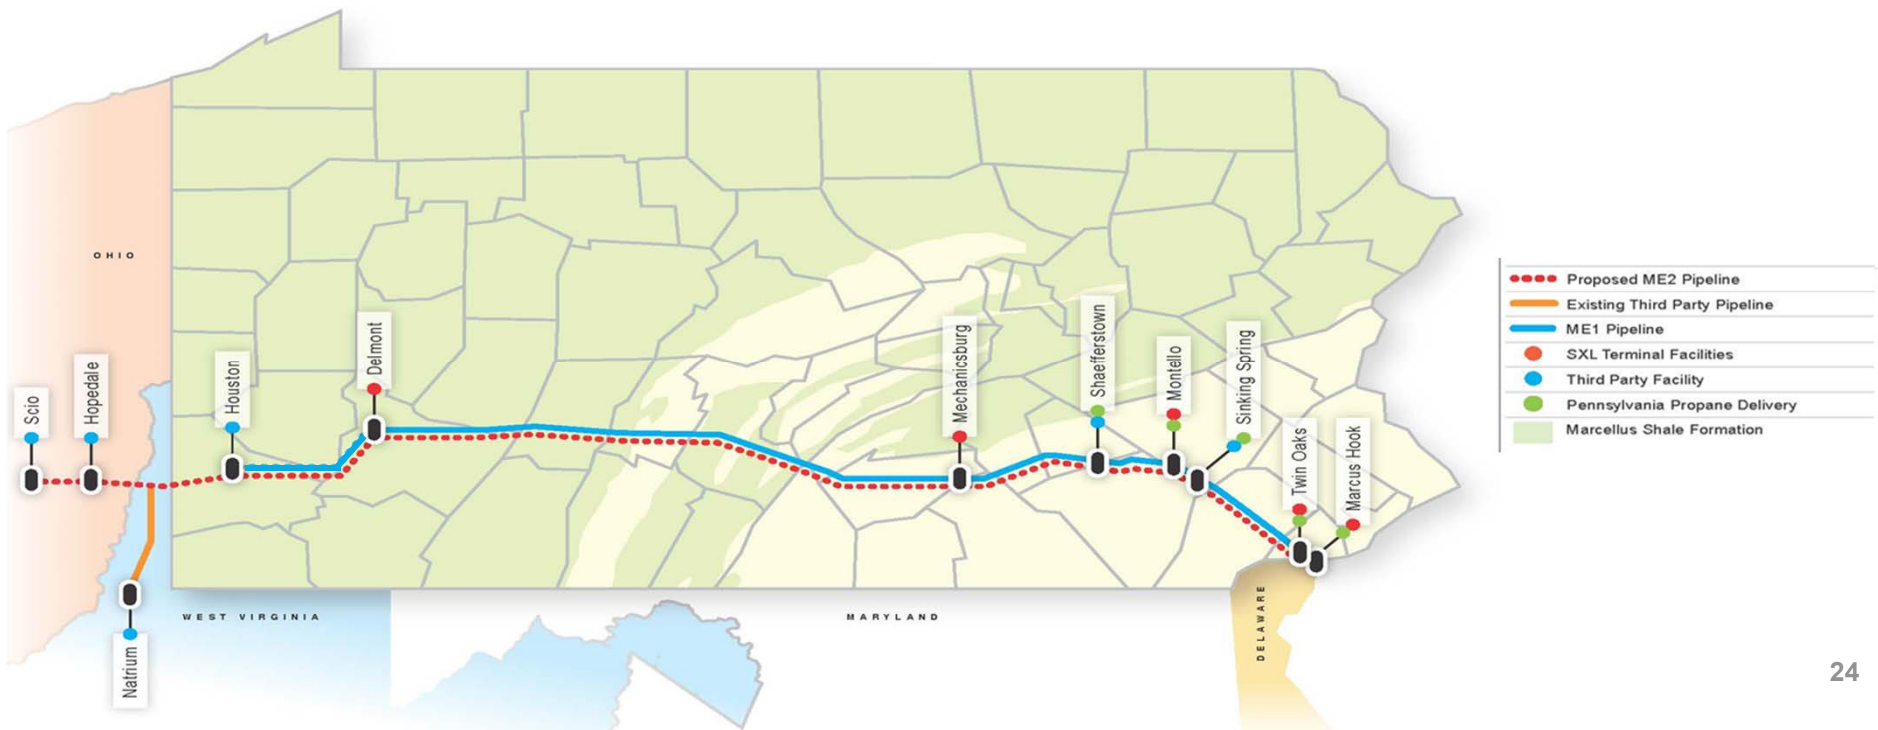 OHIO
Scio
Hopedale
Natrium
Houston
Delmont
Mechanicsburg
Shaefferstown
Montello
Sinking Spring
Twin Oaks
Marcus Hook
WEST VIRGINIA
MARYLAND
DELAWARE
Proposed ME2 Pipeline
Existing Third Party Pipeline
ME1 Pipeline
SXL Terminal Facilities
Third Party Facility
Pennsylvania Propane Delivery
Marcellus Shale Formation
24